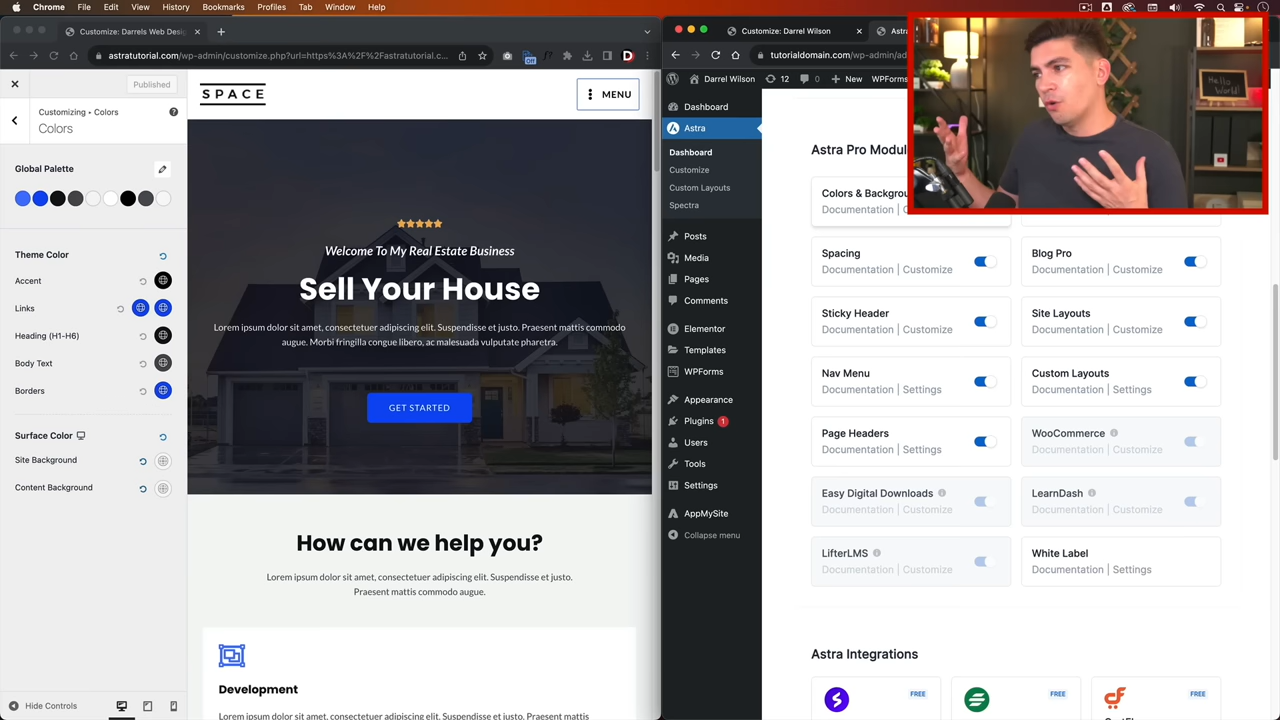 Chrome File Edit View History Bookmarks Profiles Tab Window Help
Customize: Darrels Web Desig
astratutorial.com/wp-admin/customize.php?url=https%3A%2F%2Fastratutorial.c...
Published
Customizing • Colors
Colors
Global Palette
Theme Color
Accent
Links
Heading (H1-H6)
Body Text
Borders
Surface Color
Site Background
Content Background
Hide Controls
SPACE
MENU
Welcome To My Real Estate Business
Sell Your House
Lorem ipsum dolor sit amet, consectetuer adipiscing elit. Suspendisse et justo. Praesent mattis commodo
augue. Morbi fringilla congue libero, ac malesuada vulputate pharetra.
GET STARTED
How can we help you?
Lorem ipsum dolor sit amet, consectetuer adipiscing elit. Suspendisse et justo.
Praesent mattis commodo augue.
Development
Lorem ipsum dolor sit amet, consectetuer adipiscing elit.
Customize: Darrel Wilson
Astra
tutorialdomain.com/wp-admin/ad
Darrel Wilson 12 0 New WPForms
Dashboard
Astra
Dashboard
Customize
Custom Layouts
Spectra
Posts
Media
Pages
Comments
Elementor
Templates
WPForms
Appearance
Plugins 1
Users
Tools
Settings
AppMySite
Collapse menu
Astra Pro Modul
Colors & Backgrou
Documentation | C
Spacing
Documentation | Customize
Blog Pro
Documentation | Customize
Sticky Header
Documentation | Customize
Site Layouts
Documentation | Customize
Nav Menu
Documentation | Settings
Custom Layouts
Documentation | Settings
Page Headers
Documentation | Settings
WooCommerce
Documentation | Customize
Easy Digital Downloads
Documentation | Customize
LearnDash
Documentation | Customize
LifterLMS
Documentation | Customize
White Label
Documentation | Settings
Astra Integrations
FREE
FREE
FREE
Hello
World!